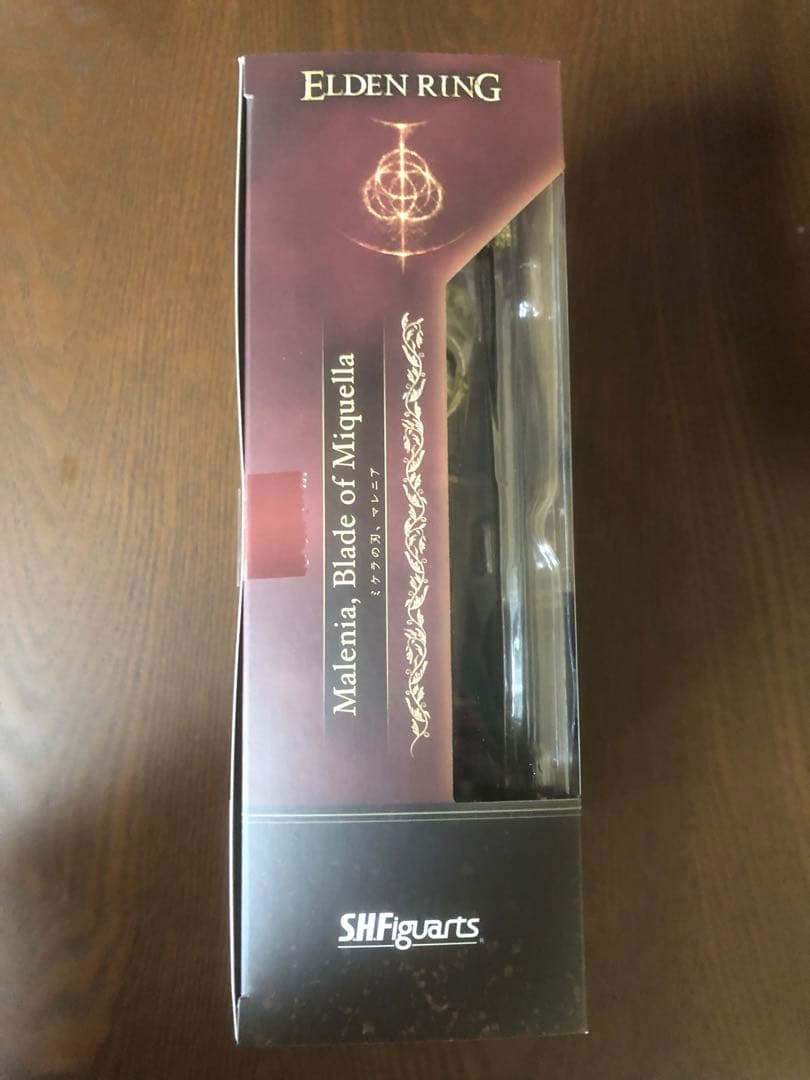 ELDEN RING
Malenia, Blade of Miquella
ミケラの刃、マレニア
S.H.Figuarts